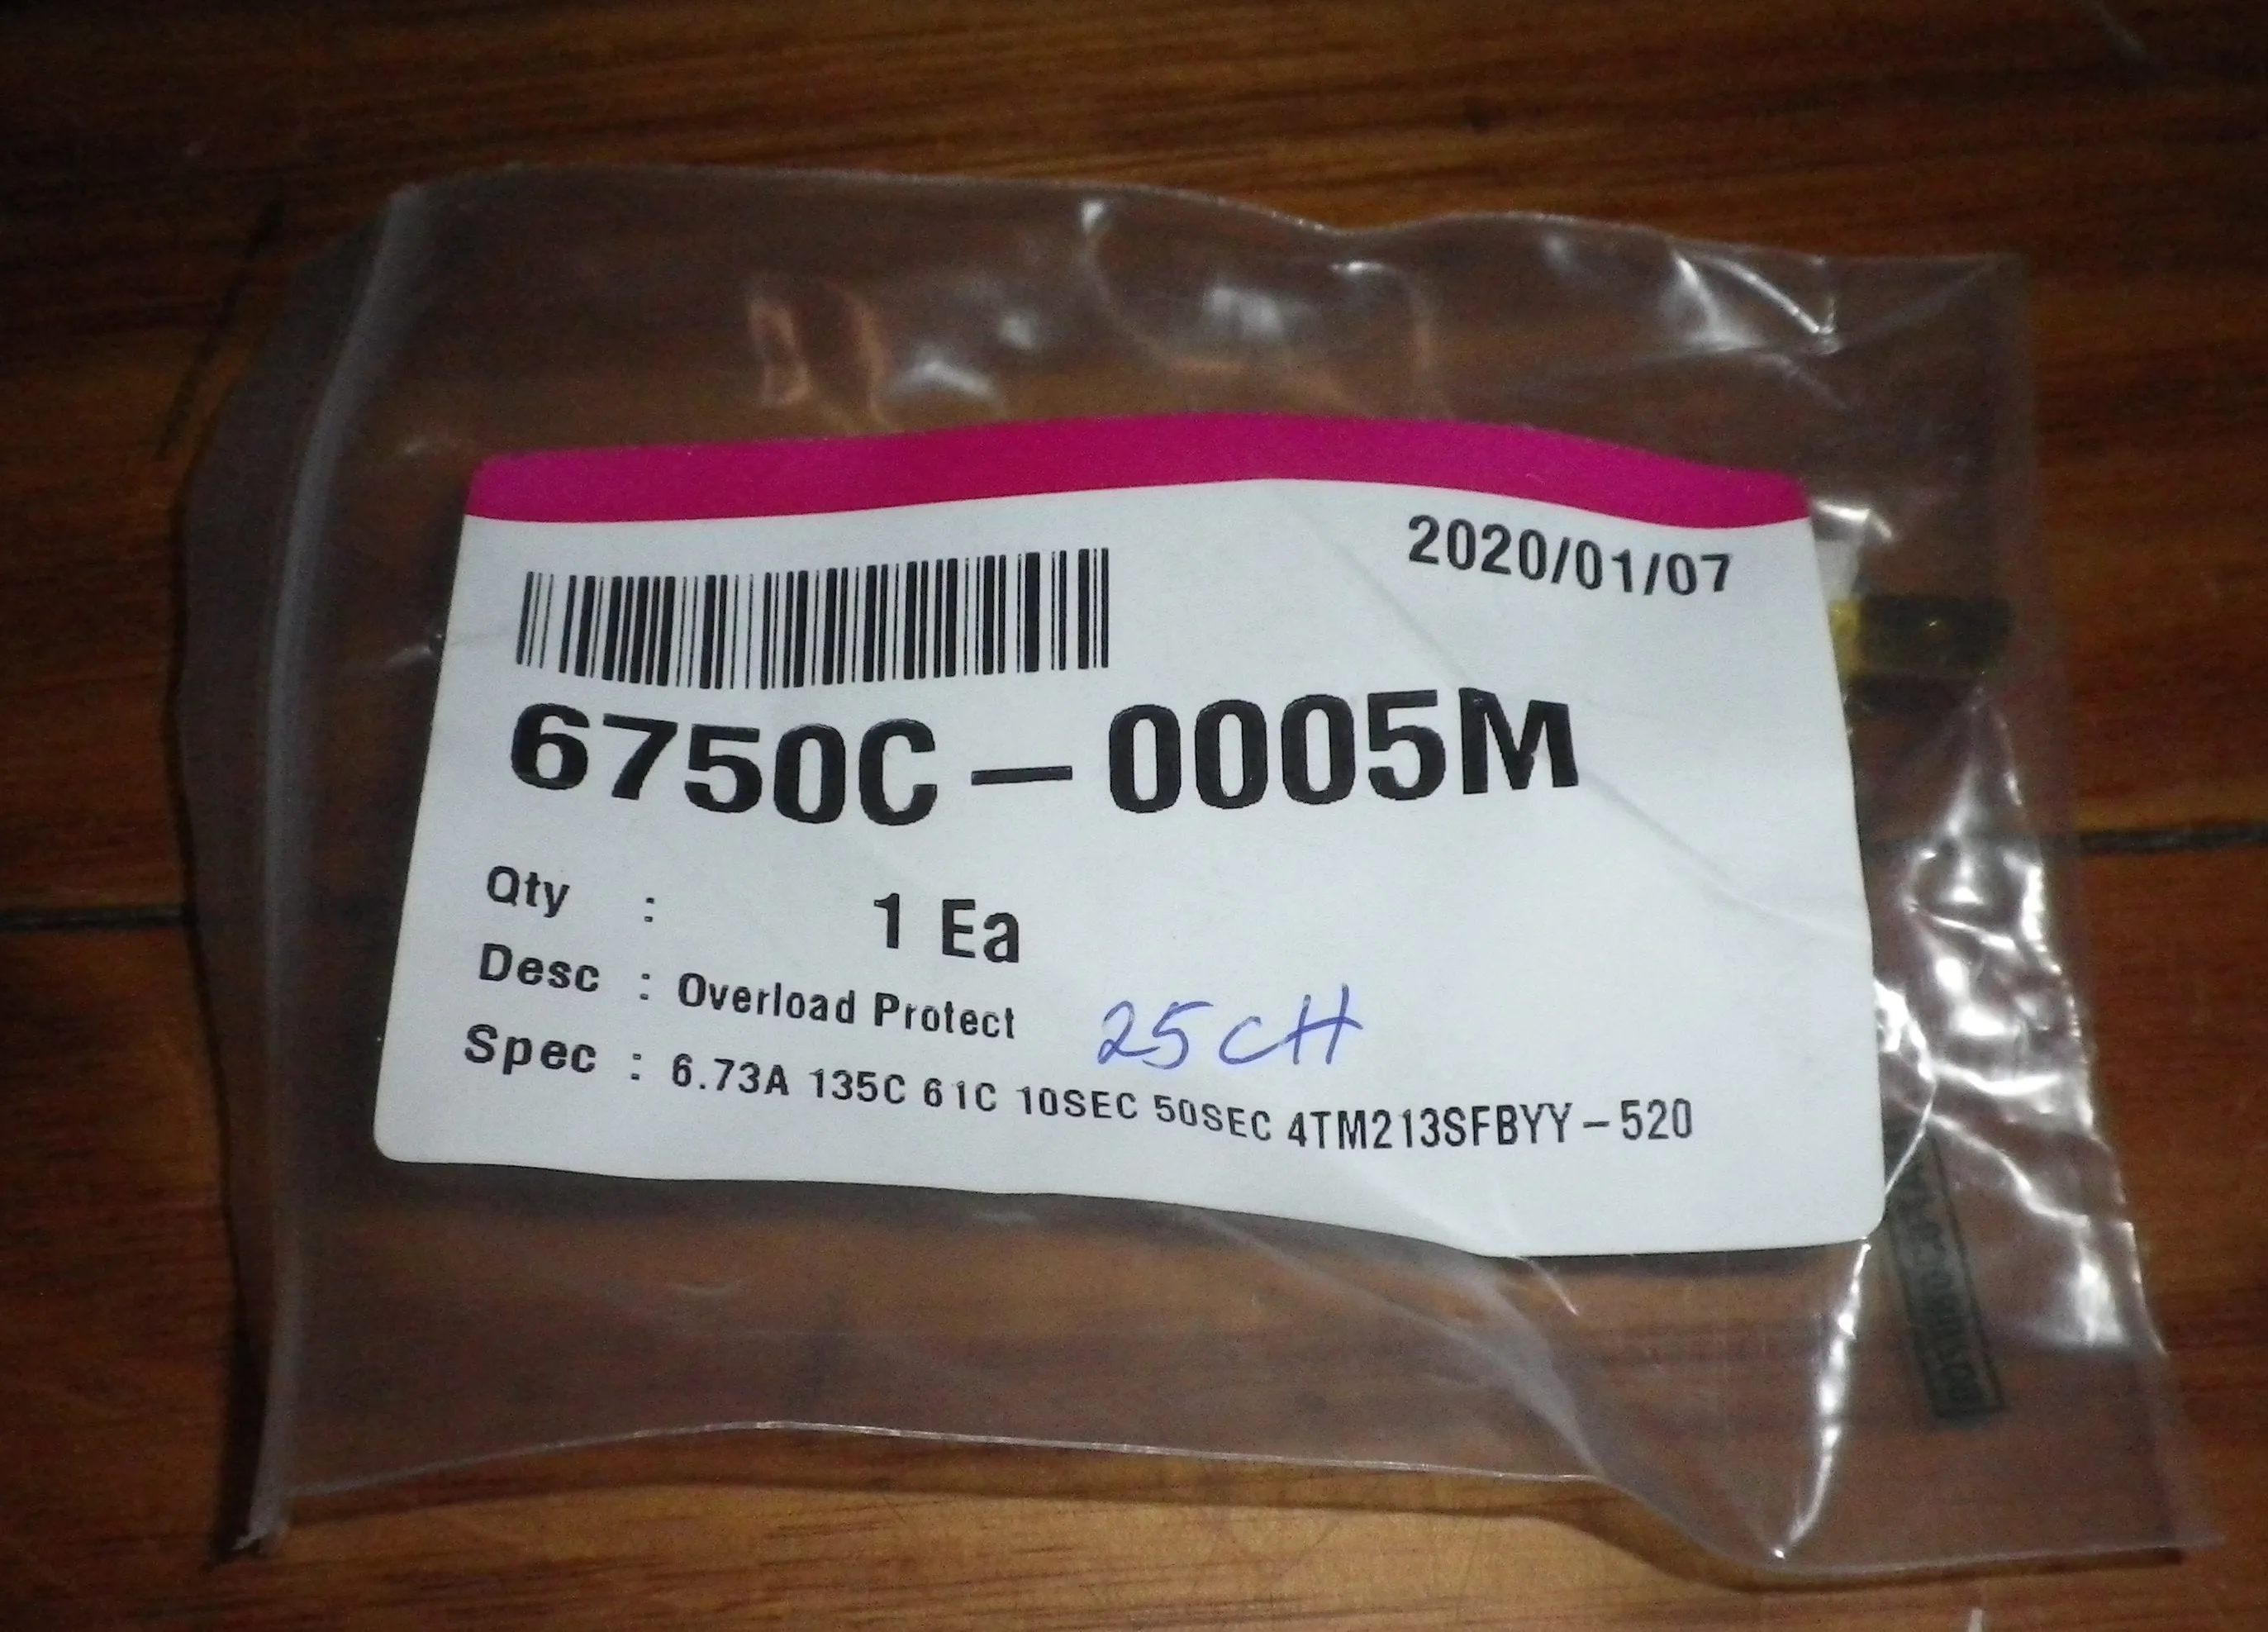 2020/01/07
6750C-0005M
Qty : 1 Ea
Desc : Overload Protect
25CH
Spec : 6.73A 135C 61C 10SEC 50SEC 4TM213SFBYY-520